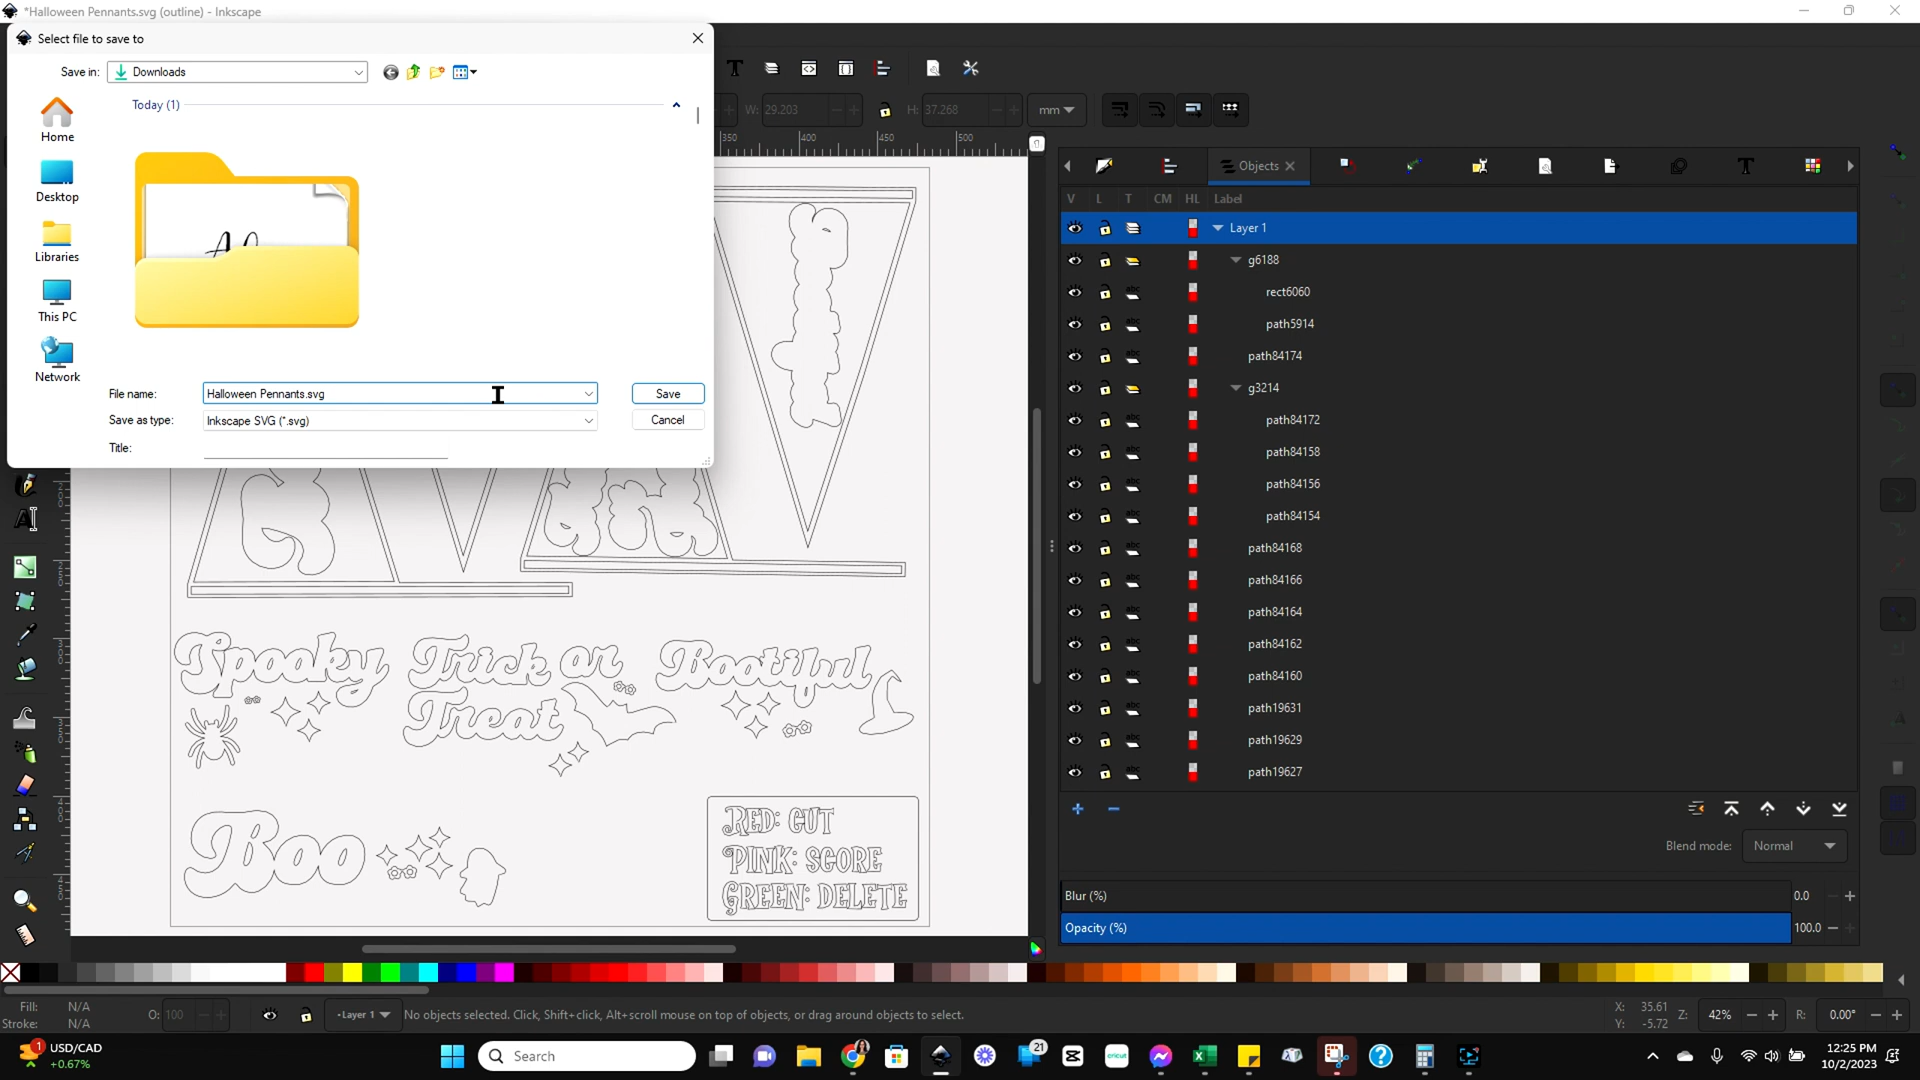 *Halloween Pennants.svg (outline) - Inkscape
Select file to save to
Save in: Downloads
Today (1)
Home
Desktop
Libraries
This PC
Network
File name: Halloween Pennants.svg Save
Save as type: Inkscape SVG (*.svg) Cancel
Title:
W: 29.203 H: 37.268 mm
350 400 450 500
Objects
V L T CM HL Label
Layer 1
g6188
rect6060
path5914
path84174
g3214
path84172
path84158
path84156
path84154
path84168
path84166
path84164
path84162
path84160
path19631
path19629
path19627
Spooky Trick or Treat Bootiful
Boo
RED: CUT
PINK: SCORE
GREEN: DELETE
Blend mode: Normal
Blur (%) 0.0
Opacity (%) 100.0
Fill: N/A
Stroke: N/A
O: 100
Layer 1
No objects selected. Click, Shift+click, Alt+scroll mouse on top of objects, or drag around objects to select.
X: 35.61
Y: -5.72
Z: 42% R: 0.00°
USD/CAD
+0.67%
1
Search
21
cricut
12:25 PM
10/2/2023